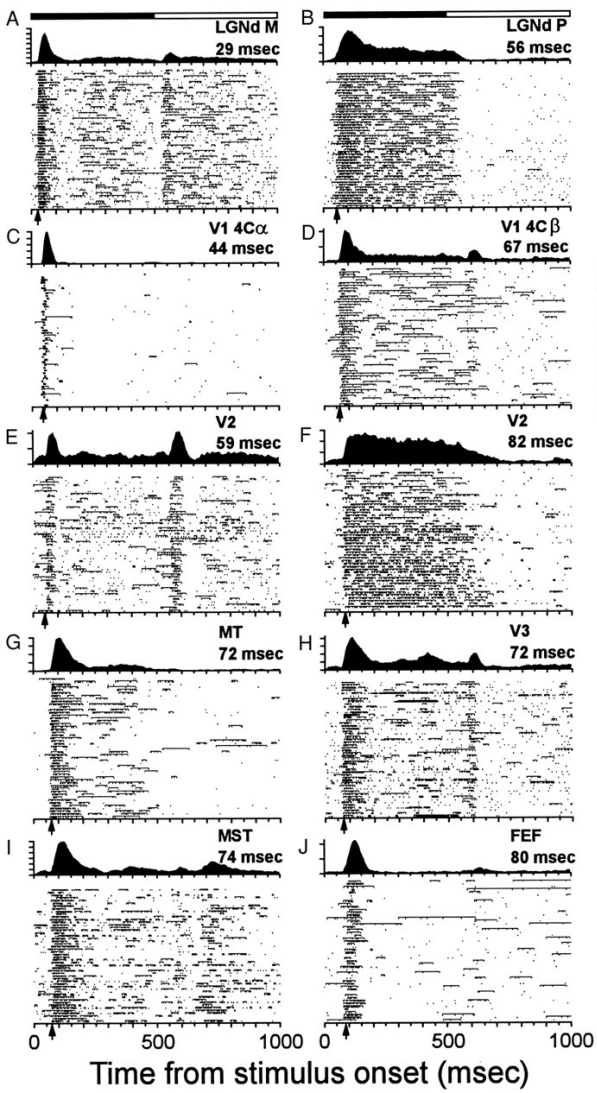 A
LGNd M
29 msec
B
LGNd P
56 msec
C
V1 4Cα
44 msec
D
V1 4Cβ
67 msec
E
V2
59 msec
F
V2
82 msec
G
MT
72 msec
H
V3
72 msec
I
MST
74 msec
J
FEF
80 msec
0 500 1000 0 500 1000
Time from stimulus onset (msec)